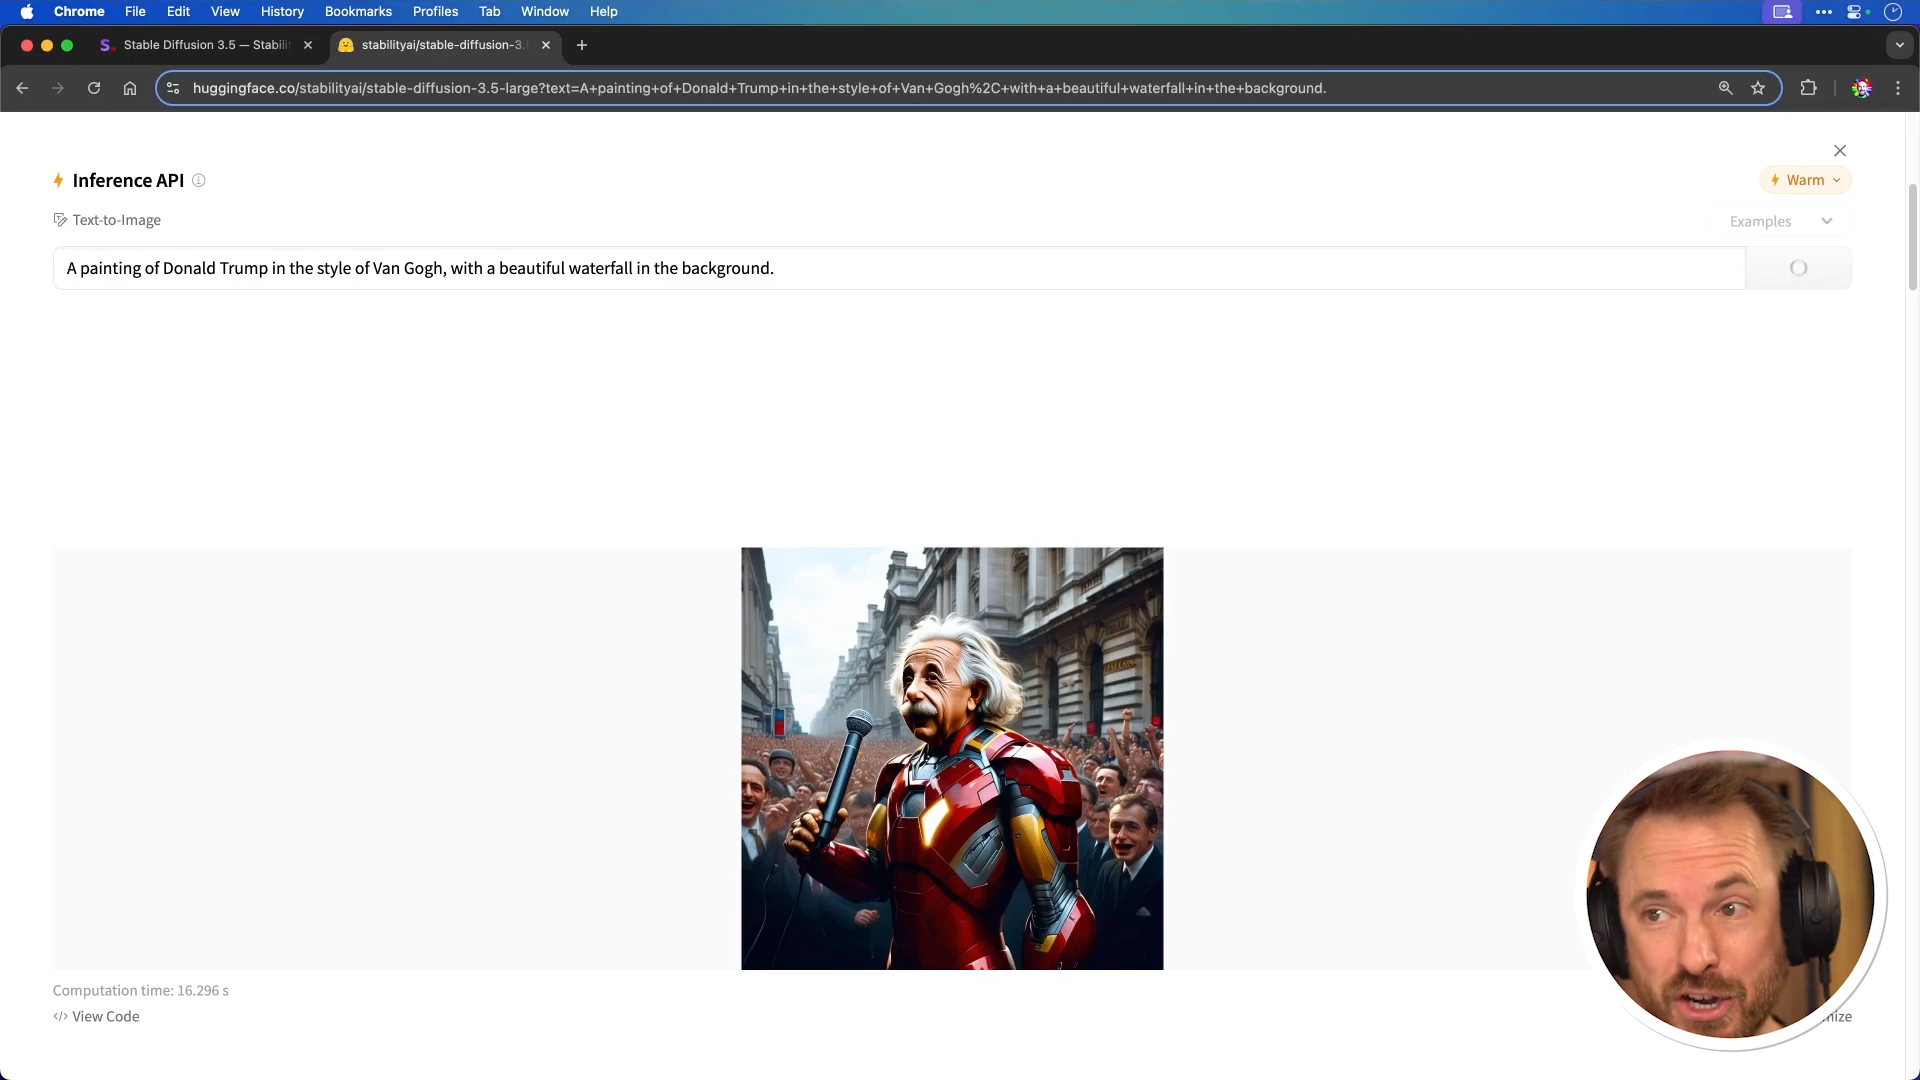 Chrome File Edit View History Bookmarks Profiles Tab Window Help
S. Stable Diffusion 3.5 — Stabili
stabilityai/stable-diffusion-3.
huggingface.co/stabilityai/stable-diffusion-3.5-large?text=A+painting+of+Donald+Trump+in+the+style+of+Van+Gogh%2C+with+a+beautiful+waterfall+in+the+background.
Inference API
Warm
Text-to-Image
Examples
A painting of Donald Trump in the style of Van Gogh, with a beautiful waterfall in the background.
Computation time: 16.296 s
</> View Code
mize